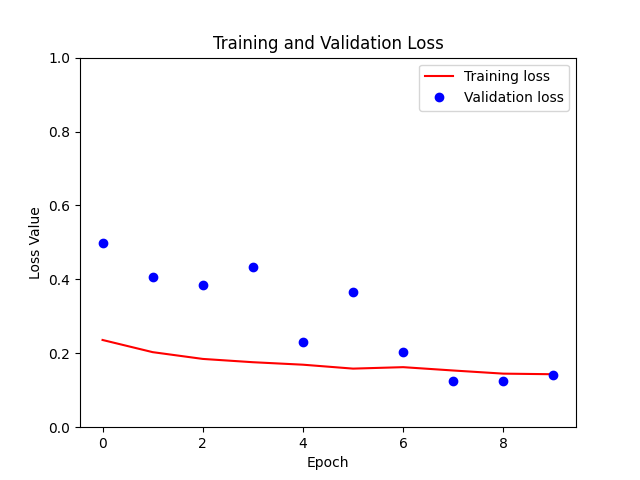 Training and Validation Loss
1.0
0.8
0.6
0.4
0.2
0.0
Loss Value
Training loss
Validation loss
0 2 4 6 8
Epoch